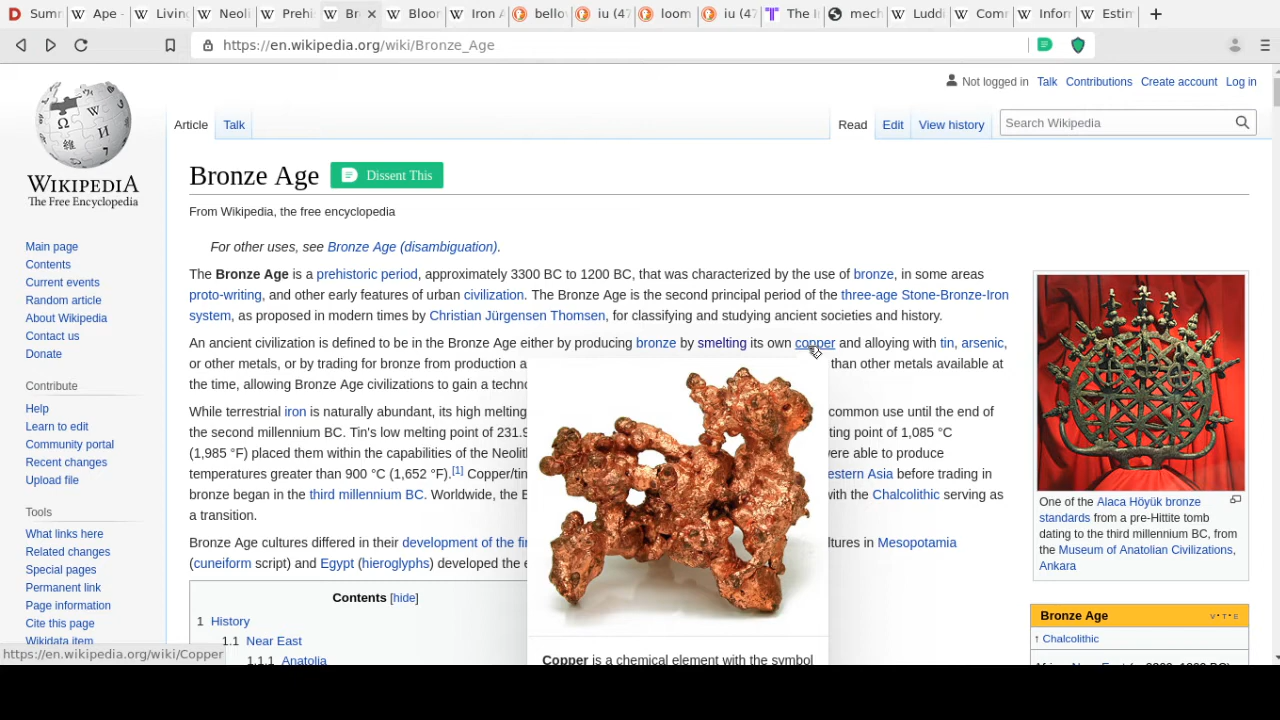 Sumr
Ape -
Living
Neoli
Prehis
Br
Bloor
Iron A
bellov
iu (47
loom
iu (47
The I
mech
Luddi
Comr
Inforr
Estim
https://en.wikipedia.org/wiki/Bronze_Age
Not logged in Talk Contributions Create account Log in
Article Talk Read Edit View history Search Wikipedia
WIKIPEDIA
The Free Encyclopedia
Main page
Contents
Current events
Random article
About Wikipedia
Contact us
Donate
Contribute
Help
Learn to edit
Community portal
Recent changes
Upload file
Tools
What links here
Related changes
Special pages
Permanent link
Page information
Cite this page
Wikidata item
https://en.wikipedia.org/wiki/Copper
Bronze Age Dissent This
From Wikipedia, the free encyclopedia
For other uses, see Bronze Age (disambiguation).
The Bronze Age is a prehistoric period, approximately 3300 BC to 1200 BC, that was characterized by the use of bronze, in some areas
proto-writing, and other early features of urban civilization. The Bronze Age is the second principal period of the three-age Stone-Bronze-Iron
system, as proposed in modern times by Christian Jürgensen Thomsen, for classifying and studying ancient societies and history.
An ancient civilization is defined to be in the Bronze Age either by producing bronze by smelting its own copper and alloying with tin, arsenic,
or other metals, or by trading for bronze from production a than other metals available at
the time, allowing Bronze Age civilizations to gain a techno
While terrestrial iron is naturally abundant, its high melting common use until the end of
the second millennium BC. Tin's low melting point of 231.9 ting point of 1,085 °C
(1,985 °F) placed them within the capabilities of the Neolith were able to produce
temperatures greater than 900 °C (1,652 °F).[1] Copper/tin estern Asia before trading in
bronze began in the third millennium BC. Worldwide, the B with the Chalcolithic serving as
a transition.
Bronze Age cultures differed in their development of the fir ltures in Mesopotamia
(cuneiform script) and Egypt (hieroglyphs) developed the e
Contents [hide]
1 History
1.1 Near East
1.1.1 Anatolia
Copper is a chemical element with the symbol
One of the Alaca Höyük bronze
standards from a pre-Hittite tomb
dating to the third millennium BC, from
the Museum of Anatolian Civilizations,
Ankara
Bronze Age V·T·E
↑ Chalcolithic